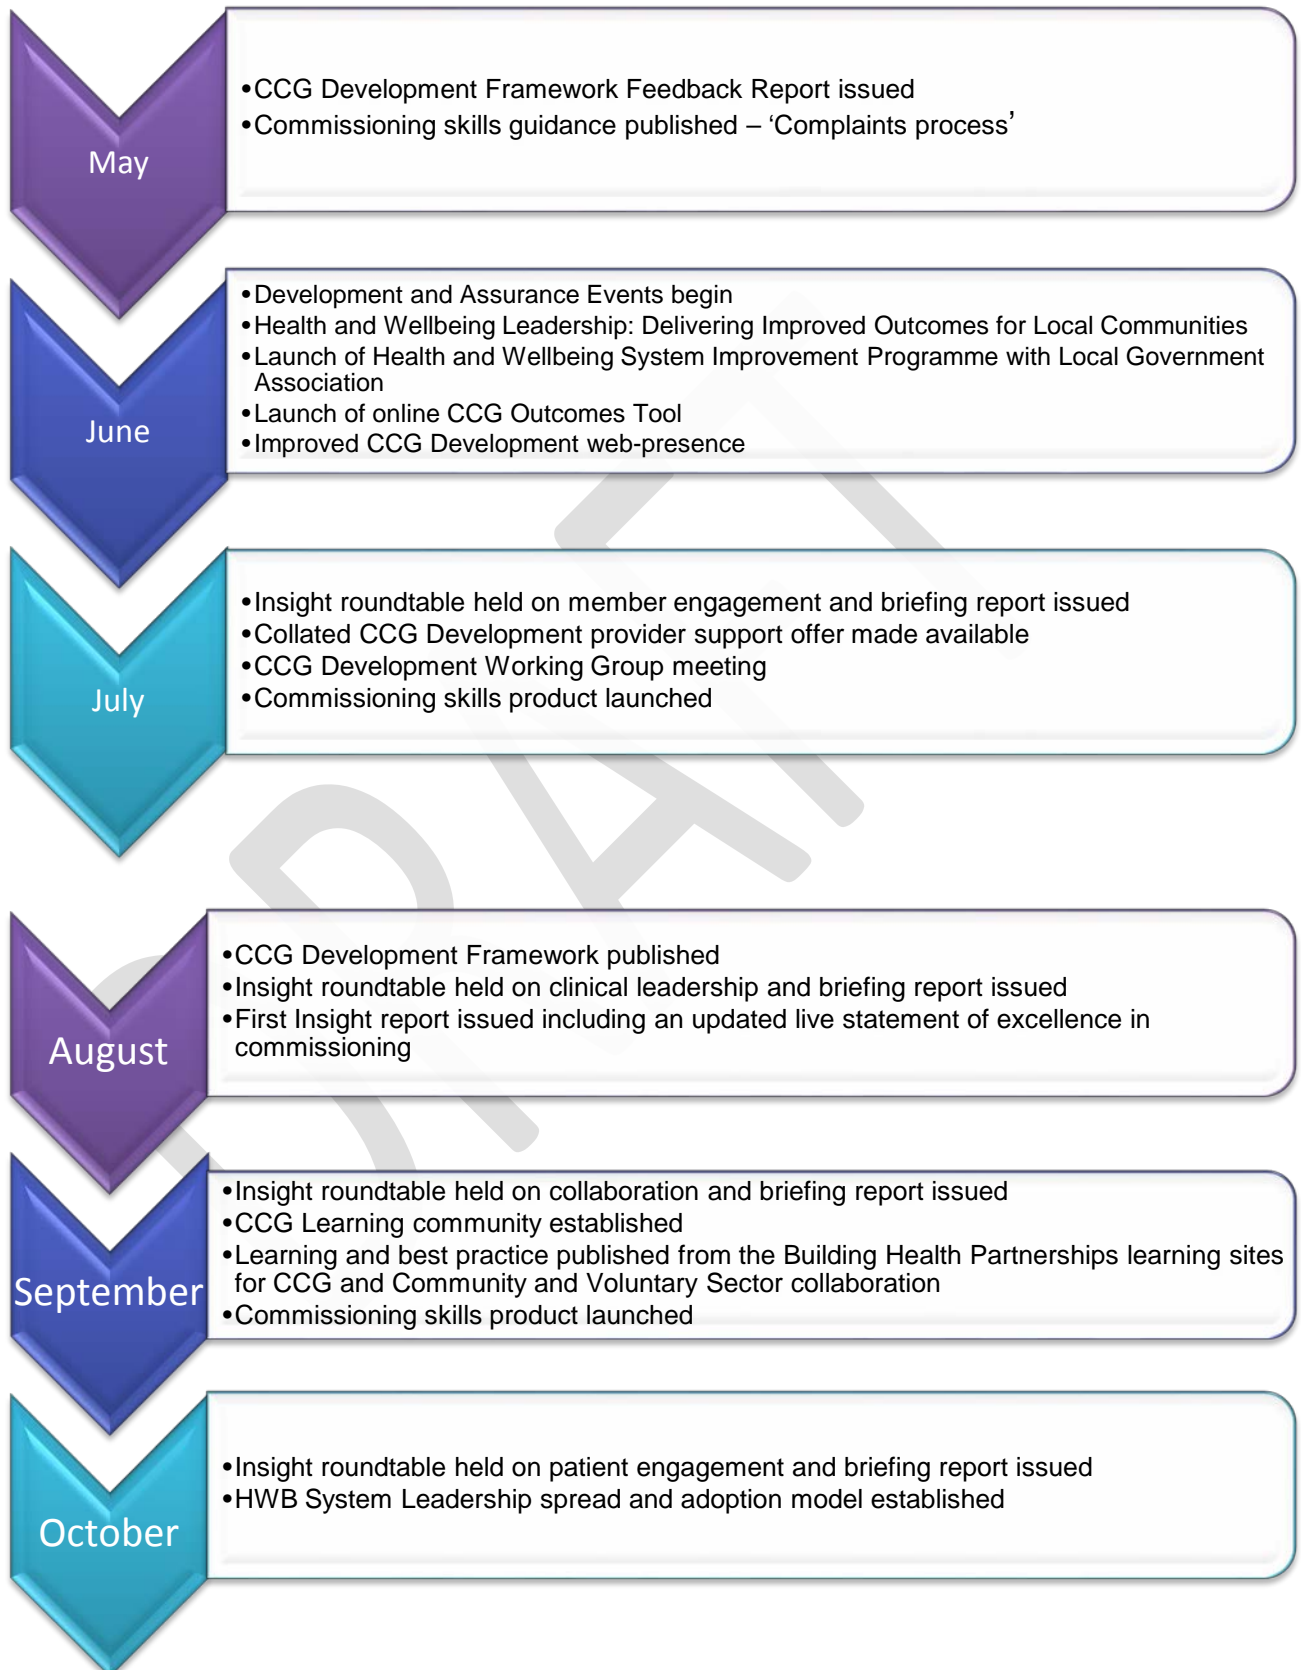 May
•CCG Development Framework Feedback Report issued
•Commissioning skills guidance published – ‘Complaints process’
June
•Development and Assurance Events begin
•Health and Wellbeing Leadership: Delivering Improved Outcomes for Local Communities
•Launch of Health and Wellbeing System Improvement Programme with Local Government
Association
•Launch of online CCG Outcomes Tool
•Improved CCG Development web-presence
July
•Insight roundtable held on member engagement and briefing report issued
•Collated CCG Development provider support offer made available
•CCG Development Working Group meeting
•Commissioning skills product launched
August
•CCG Development Framework published
•Insight roundtable held on clinical leadership and briefing report issued
•First Insight report issued including an updated live statement of excellence in
commissioning
September
•Insight roundtable held on collaboration and briefing report issued
•CCG Learning community established
•Learning and best practice published from the Building Health Partnerships learning sites
for CCG and Community and Voluntary Sector collaboration
•Commissioning skills product launched
October
•Insight roundtable held on patient engagement and briefing report issued
•HWB System Leadership spread and adoption model established
DRAFT